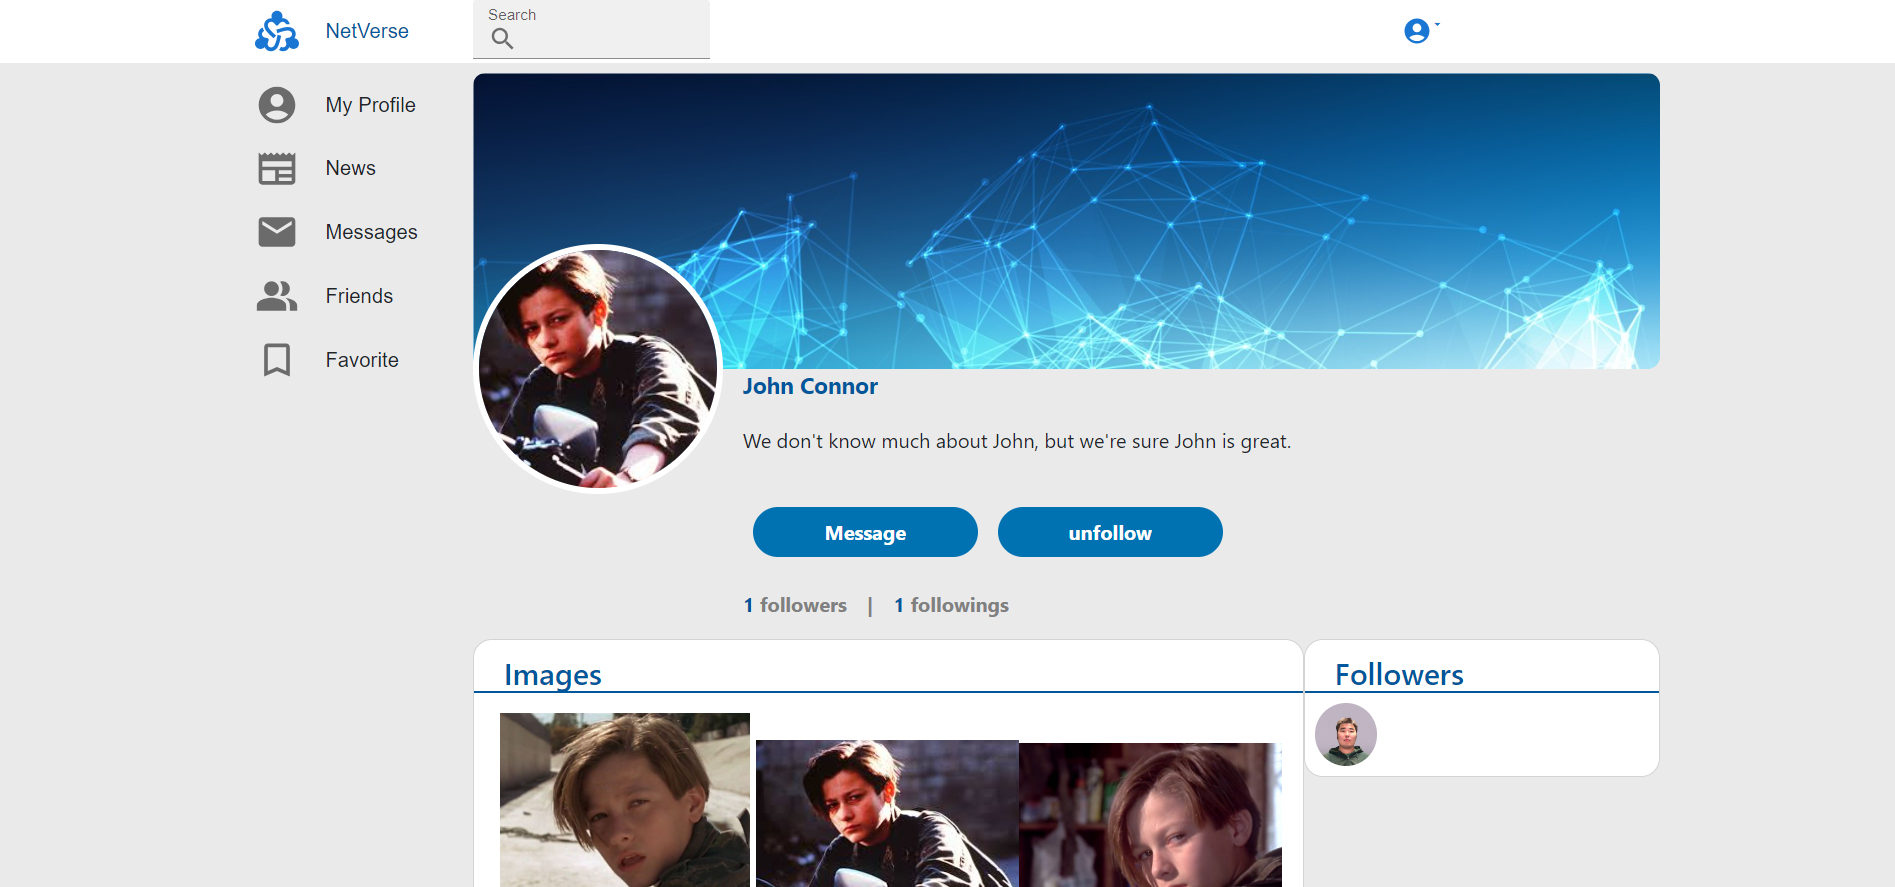 NetVerse
Search
My Profile
News
Messages
Friends
Favorite
John Connor
We don't know much about John, but we're sure John is great.
Message
unfollow
1 followers | 1 followings
Images
Followers